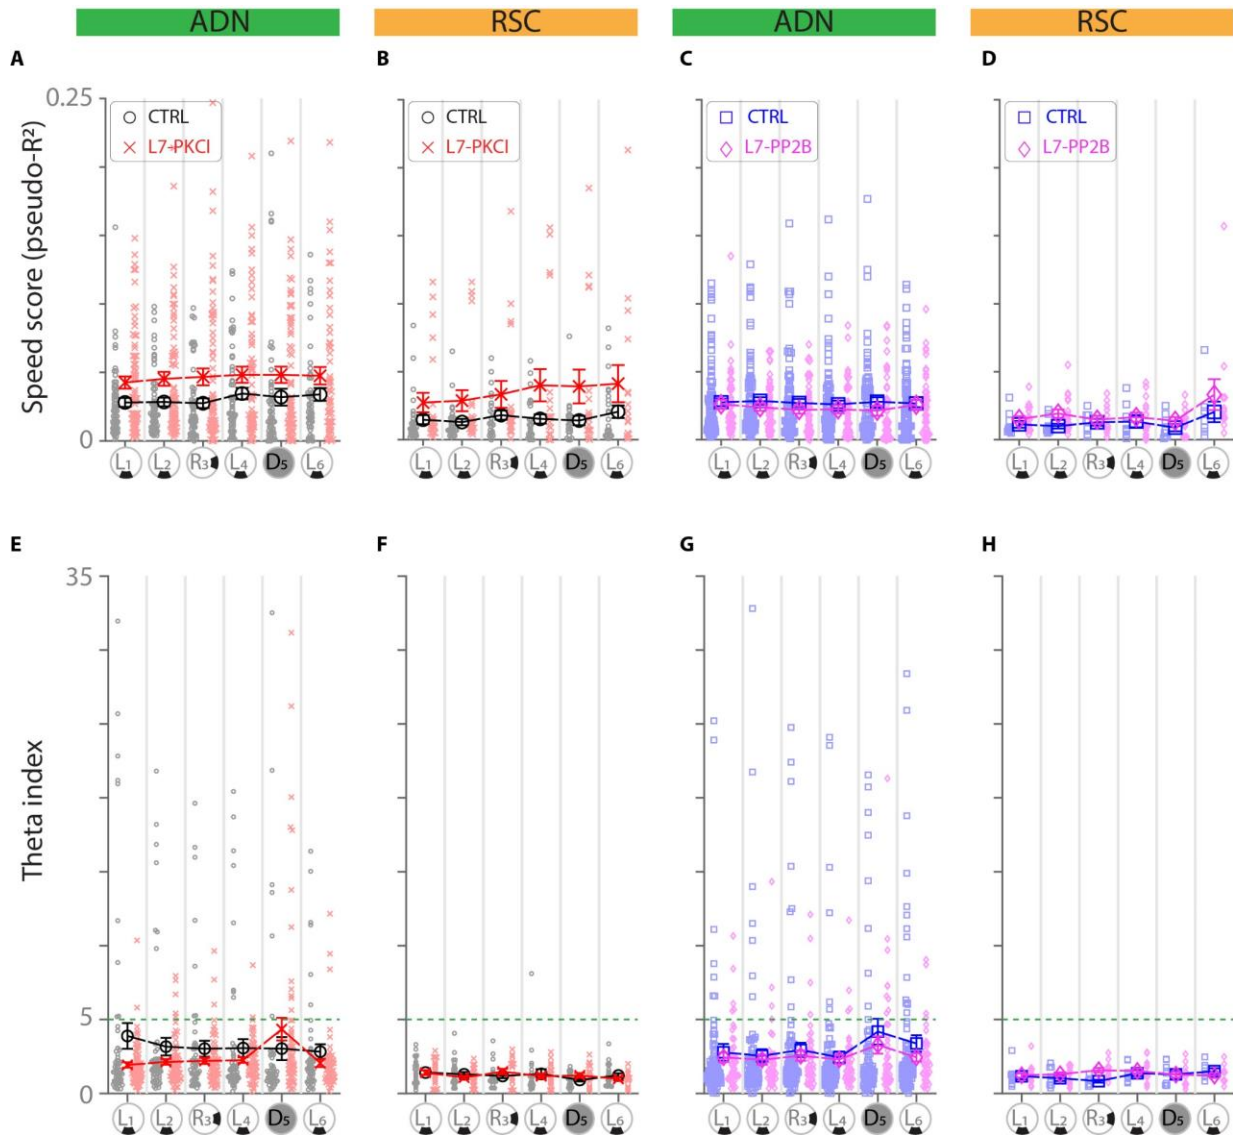 ADN RSC ADN RSC
A B C D
0.25
CTRL
L7-PKCI
CTRL
L7-PKCI
CTRL
L7-PP2B
CTRL
L7-PP2B
Speed score (pseudo-R²)
0
L1 L2 R3 L4 D5 L6 L1 L2 R3 L4 D5 L6 L1 L2 R3 L4 D5 L6 L1 L2 R3 L4 D5 L6
E F G H
35
Theta index
5
0
L1 L2 R3 L4 D5 L6 L1 L2 R3 L4 D5 L6 L1 L2 R3 L4 D5 L6 L1 L2 R3 L4 D5 L6